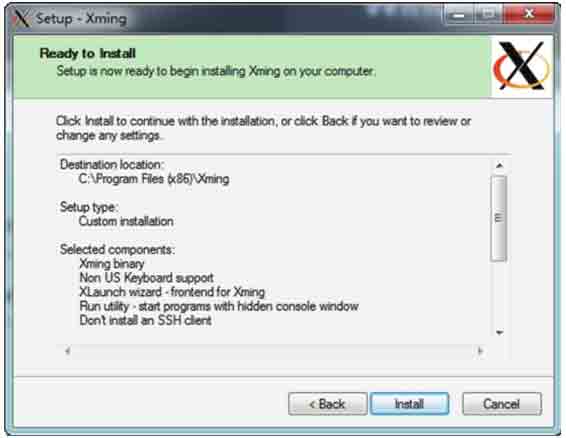 Setup - Xming
Ready to Install
Setup is now ready to begin installing Xming on your computer.
Click Install to continue with the installation, or click Back if you want to review or
change any settings.
Destination location:
C:\Program Files (x86)\Xming
Setup type:
Custom installation
Selected components:
Xming binary
Non US Keyboard support
XLaunch wizard - frontend for Xming
Run utility - start programs with hidden console window
Don't install an SSH client
< Back
Install
Cancel